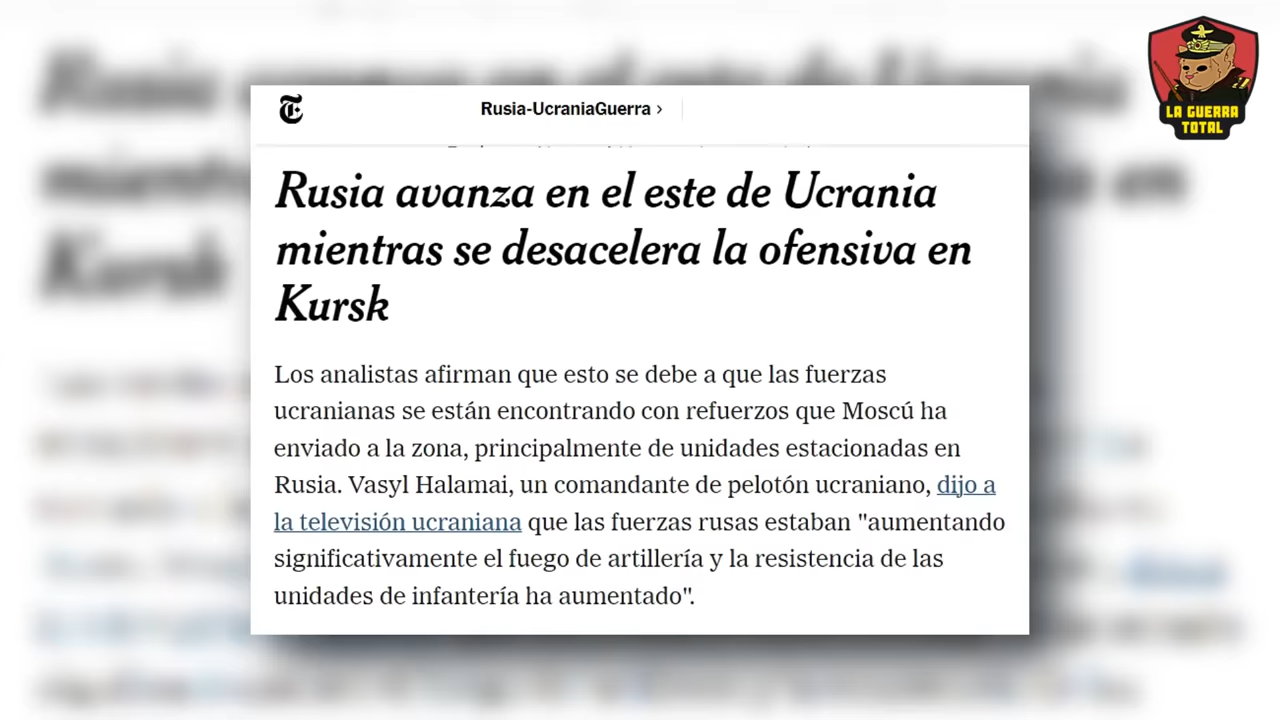 Rusia-UcraniaGuerra ›
LA GUERRA
TOTAL
Rusia avanza en el este de Ucrania
mientras se desacelera la ofensiva en
Kursk
Los analistas afirman que esto se debe a que las fuerzas
ucranianas se están encontrando con refuerzos que Moscú ha
enviado a la zona, principalmente de unidades estacionadas en
Rusia. Vasyl Halamai, un comandante de pelotón ucraniano, dijo a
la televisión ucraniana que las fuerzas rusas estaban "aumentando
significativamente el fuego de artillería y la resistencia de las
unidades de infantería ha aumentado".